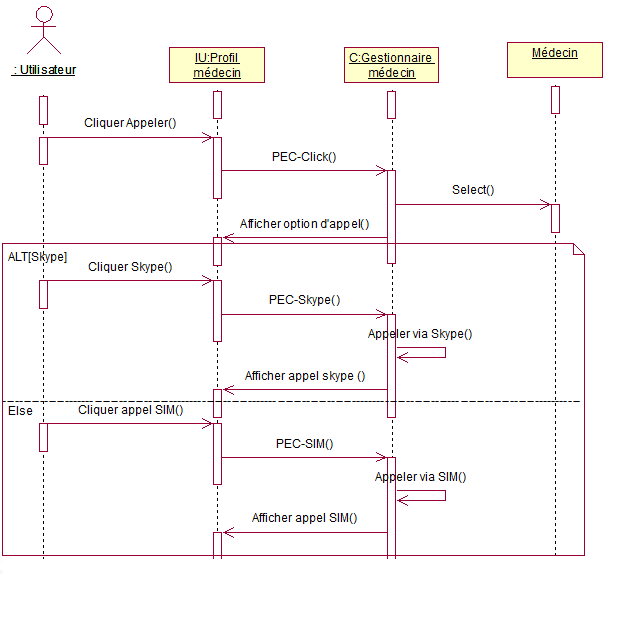 : Utilisateur
IU:Profil
médecin
C:Gestionnaire
médecin
Médecin
Cliquer Appeler()
PEC-Click()
Select()
Afficher option d'appel()
ALT[Skype]
Cliquer Skype()
PEC-Skype()
Appeler via Skype()
Afficher appel skype ()
Else
Cliquer appel SIM()
PEC-SIM()
Appeler via SIM()
Afficher appel SIM()